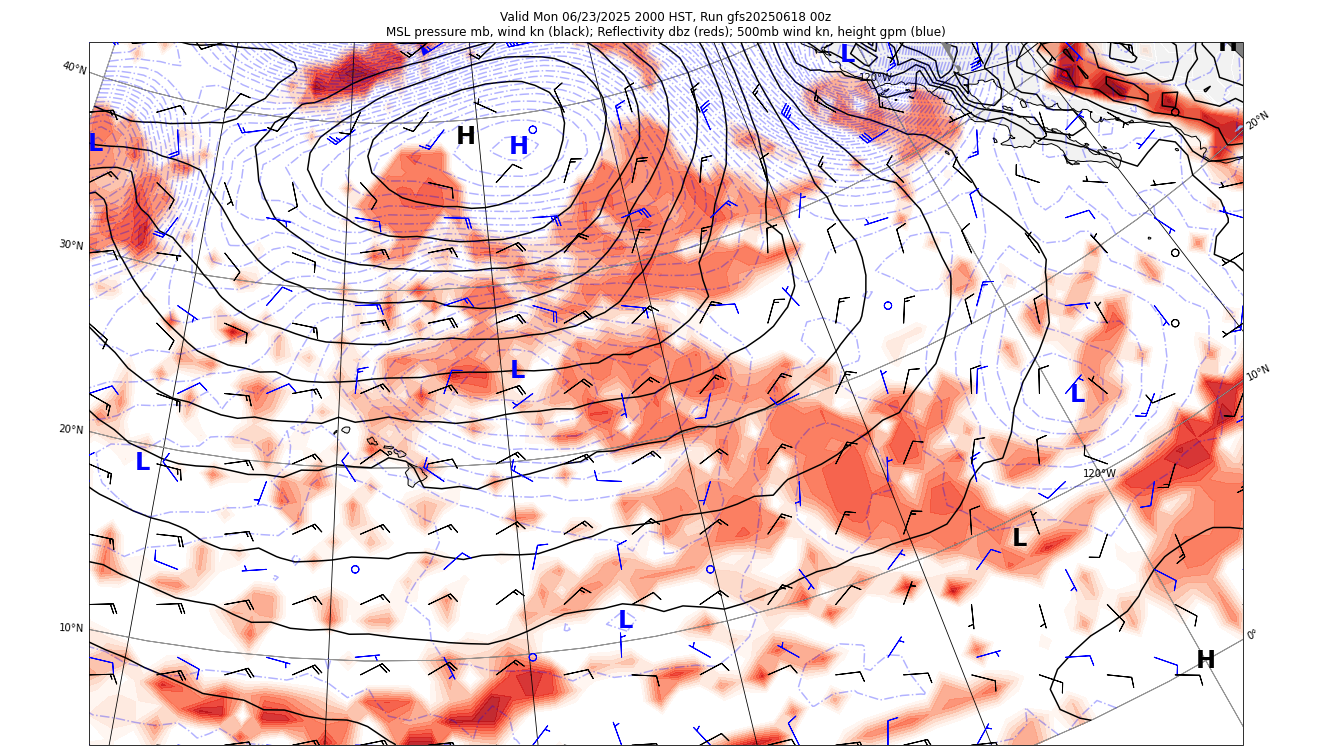 Valid Mon 06/23/2025 2000 HST, Run gfs20250618 00z
MSL pressure mb, wind kn (black); Reflectivity dbz (reds); 500mb wind kn, height gpm (blue)
H
L
120°W
40°N
20°N
H
H
L
30°N
L
10°N
L
20°N
L
120°W
L
L
10°N
0°
H